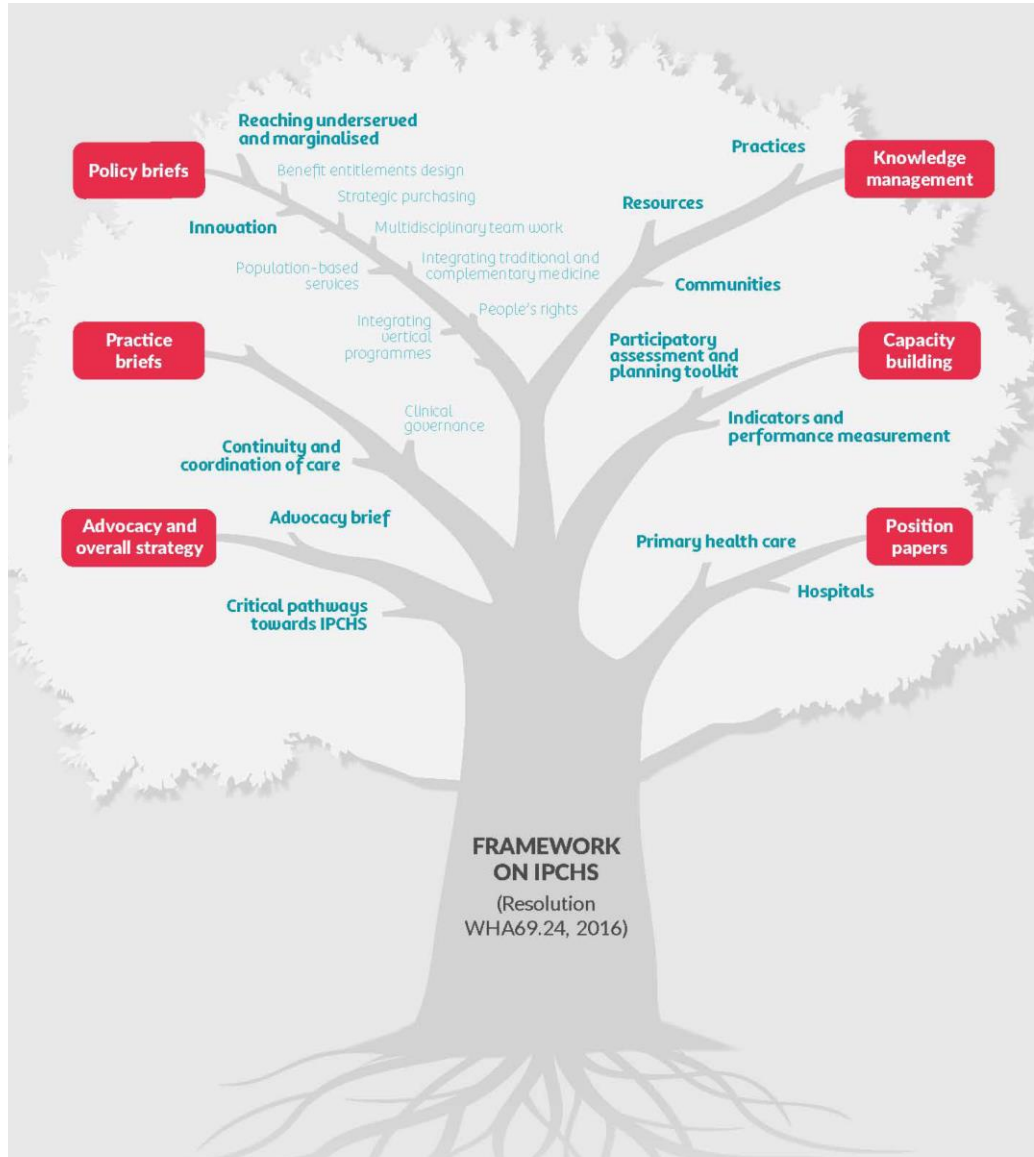 Reaching underserved
and marginalised
Policy briefs
Benefit entitlements design
Strategic purchasing
Innovation
Multidisciplinary team work
Population-based
services
Integrating traditional and
complementary medicine
People's rights
Integrating
vertical
programmes
Practices
Knowledge
management
Resources
Communities
Practice
briefs
Clinical
governance
Continuity and
coordination of care
Participatory
assessment and
planning toolkit
Capacity
building
Indicators and
performance measurement
Advocacy and
overall strategy
Advocacy brief
Critical pathways
towards IPCHS
Primary health care
Position
papers
Hospitals
FRAMEWORK
ON IPCHS
(Resolution
WHA69.24, 2016)